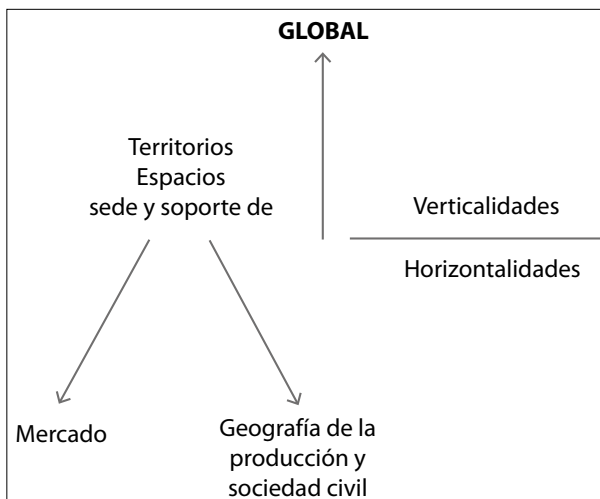 GLOBAL
Territorios
Espacios
sede y soporte de
Verticalidades
Horizontalidades
Mercado
Geografía de la
producción y
sociedad civil